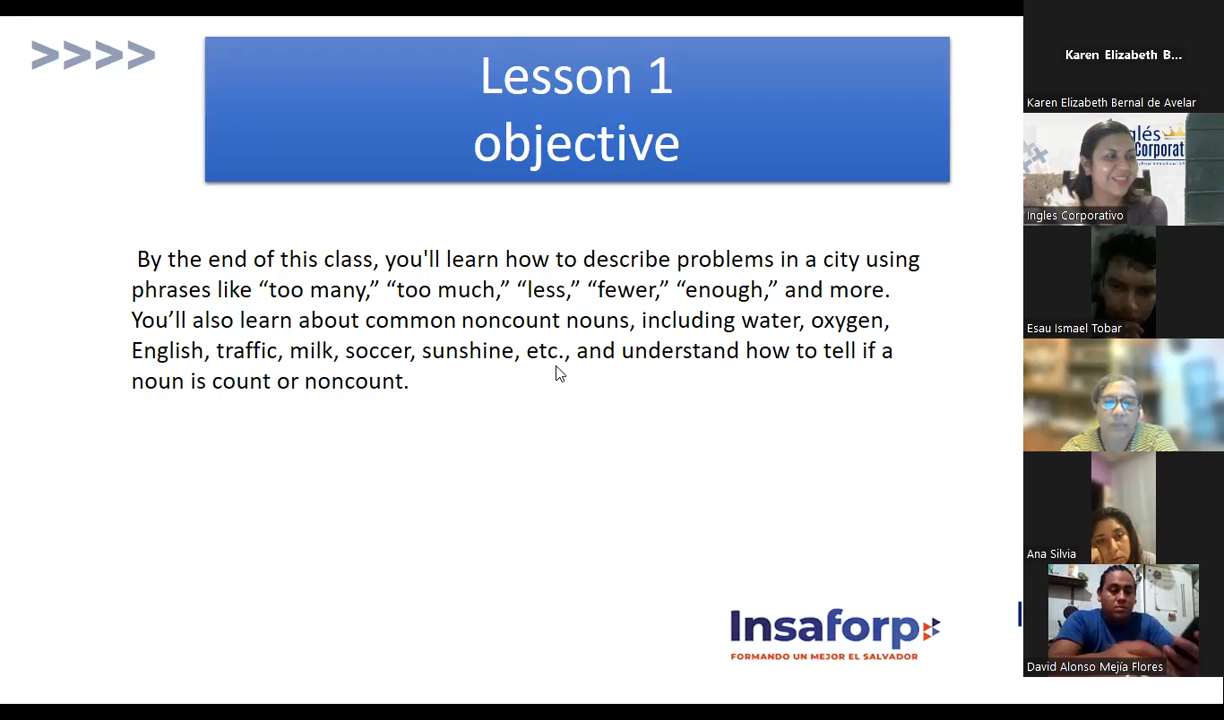 >>>>
Lesson 1
objective
By the end of this class, you'll learn how to describe problems in a city using
phrases like “too many,” “too much,” “less,” “fewer,” “enough,” and more.
You’ll also learn about common noncount nouns, including water, oxygen,
English, traffic, milk, soccer, sunshine, etc., and understand how to tell if a
noun is count or noncount.
Insaforp
FORMANDO UN MEJOR EL SALVADOR
Karen Elizabeth B...
Karen Elizabeth Bernal de Avelar
glés
Corporat
Ingles Corporativo
Esau Ismael Tobar
Ana Silvia
David Alonso Mejía Flores